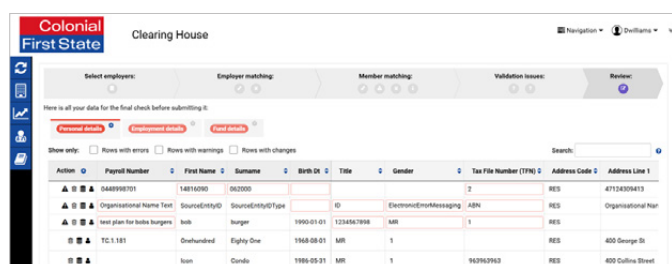 Colonial
First State
Clearing House
Navigation
Dwilliams
Select employers:
Employer matching:
Member matching:
Validation issues:
Review:
Here is all your data for the final check before submitting it:
Personal details
Employment details
Fund details
Show only: Rows with errors Rows with warnings Rows with changes
Search:
Action Payroll Number First Name Surname Birth Dt Title Gender Tax File Number (TFN) Address Code Address Line 1
0448998701 14816090 062000 2 RES 47124309413
Organisational Name Text SourceEntityID SourceEntityIDType ID ElectronicErrorMessaging ABN RES Organisational Nar
test plan for bobs burgers bob burger 1990-01-01 1234567898 MR 1 RES
TC.1.181 Onehundred Eighty One 1968-08-01 MR 1 RES 400 George St
Icon Condo 1986-05-31 MR 1 963963963 RES 400 Collins Street